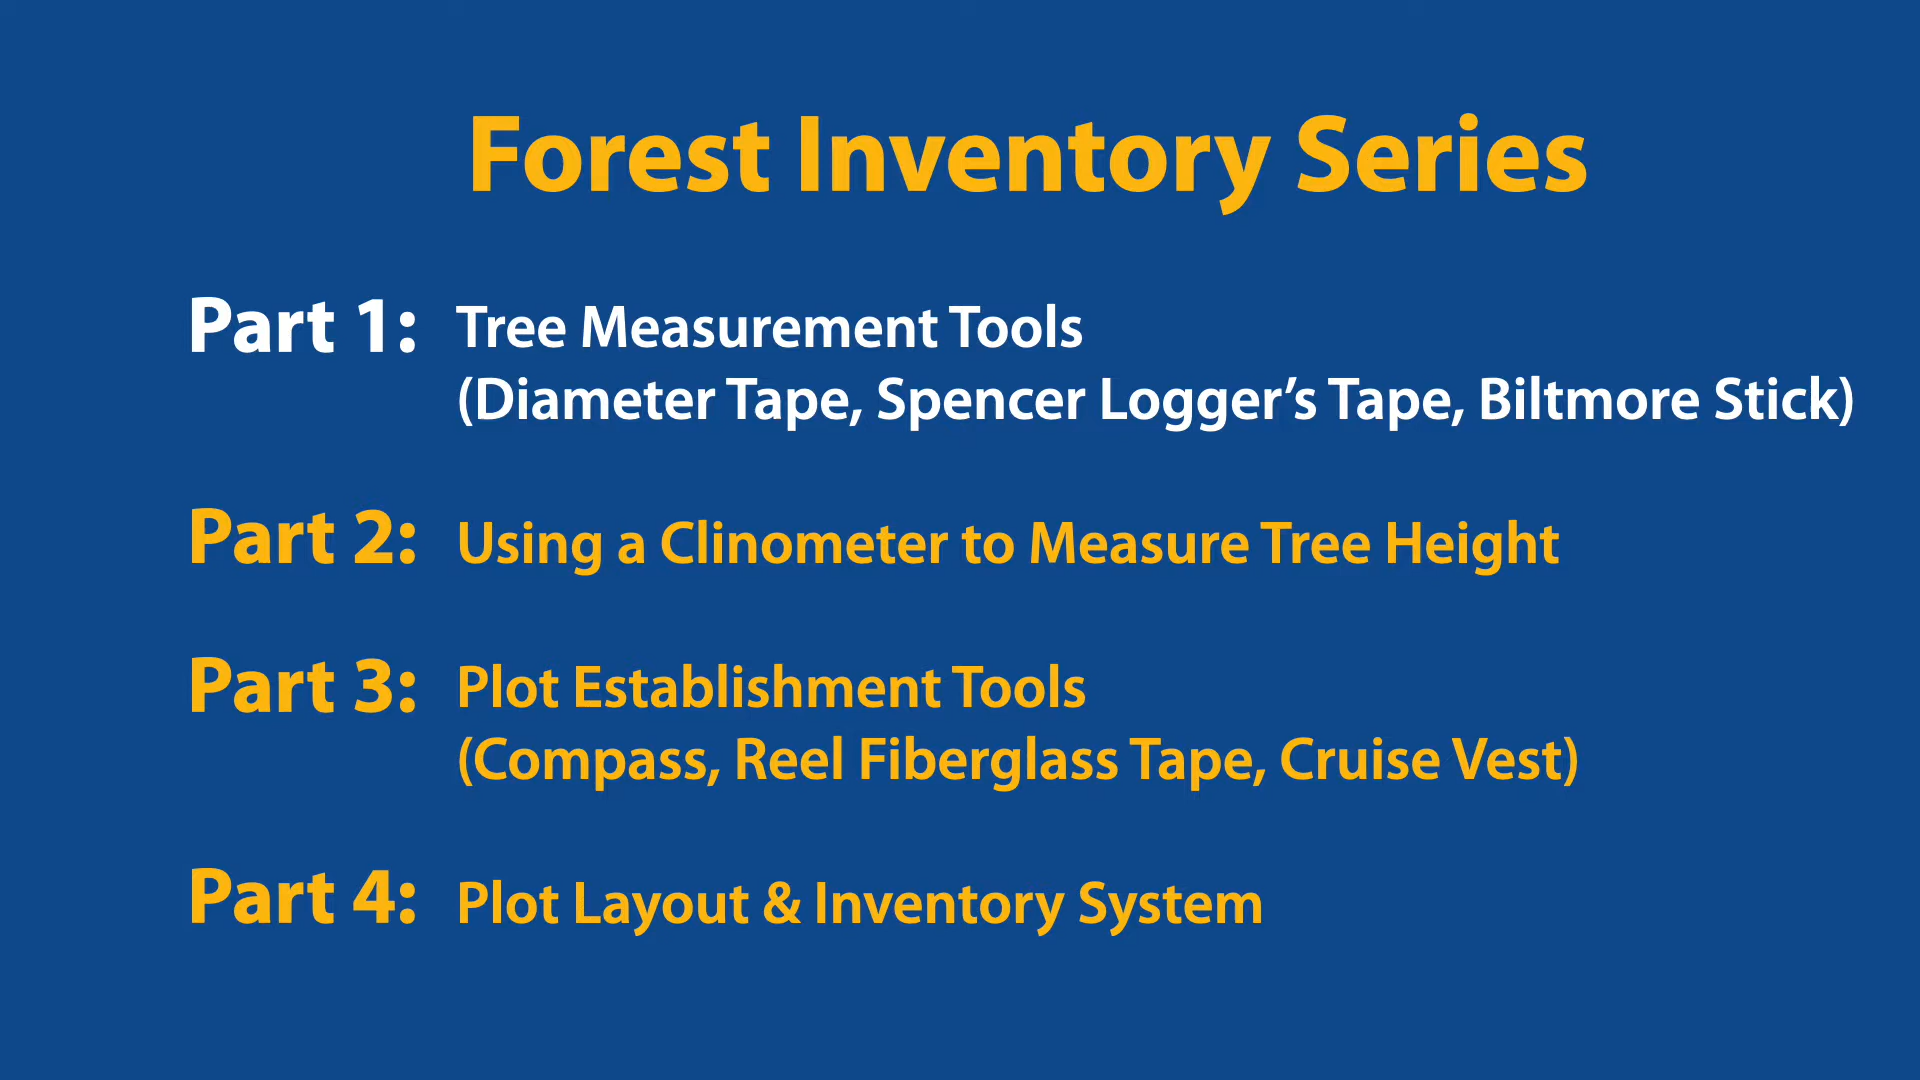 Forest Inventory Series
Part 1: Tree Measurement Tools
(Diameter Tape, Spencer Logger’s Tape, Biltmore Stick)
Part 2: Using a Clinometer to Measure Tree Height
Part 3: Plot Establishment Tools
(Compass, Reel Fiberglass Tape, Cruise Vest)
Part 4: Plot Layout & Inventory System